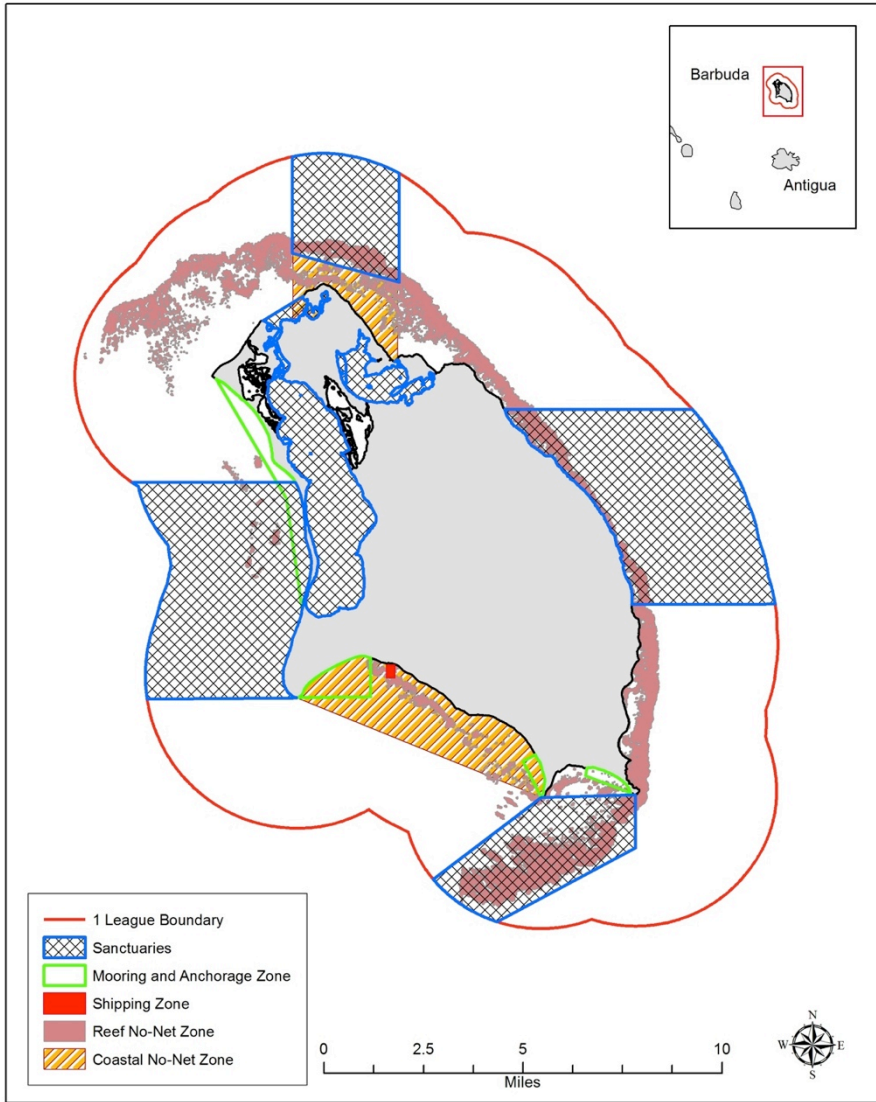 Barbuda
Antigua
1 League Boundary
Sanctuaries
Mooring and Anchorage Zone
Shipping Zone
Reef No-Net Zone
Coastal No-Net Zone
0 2.5 5 10
Miles
N
W E
S